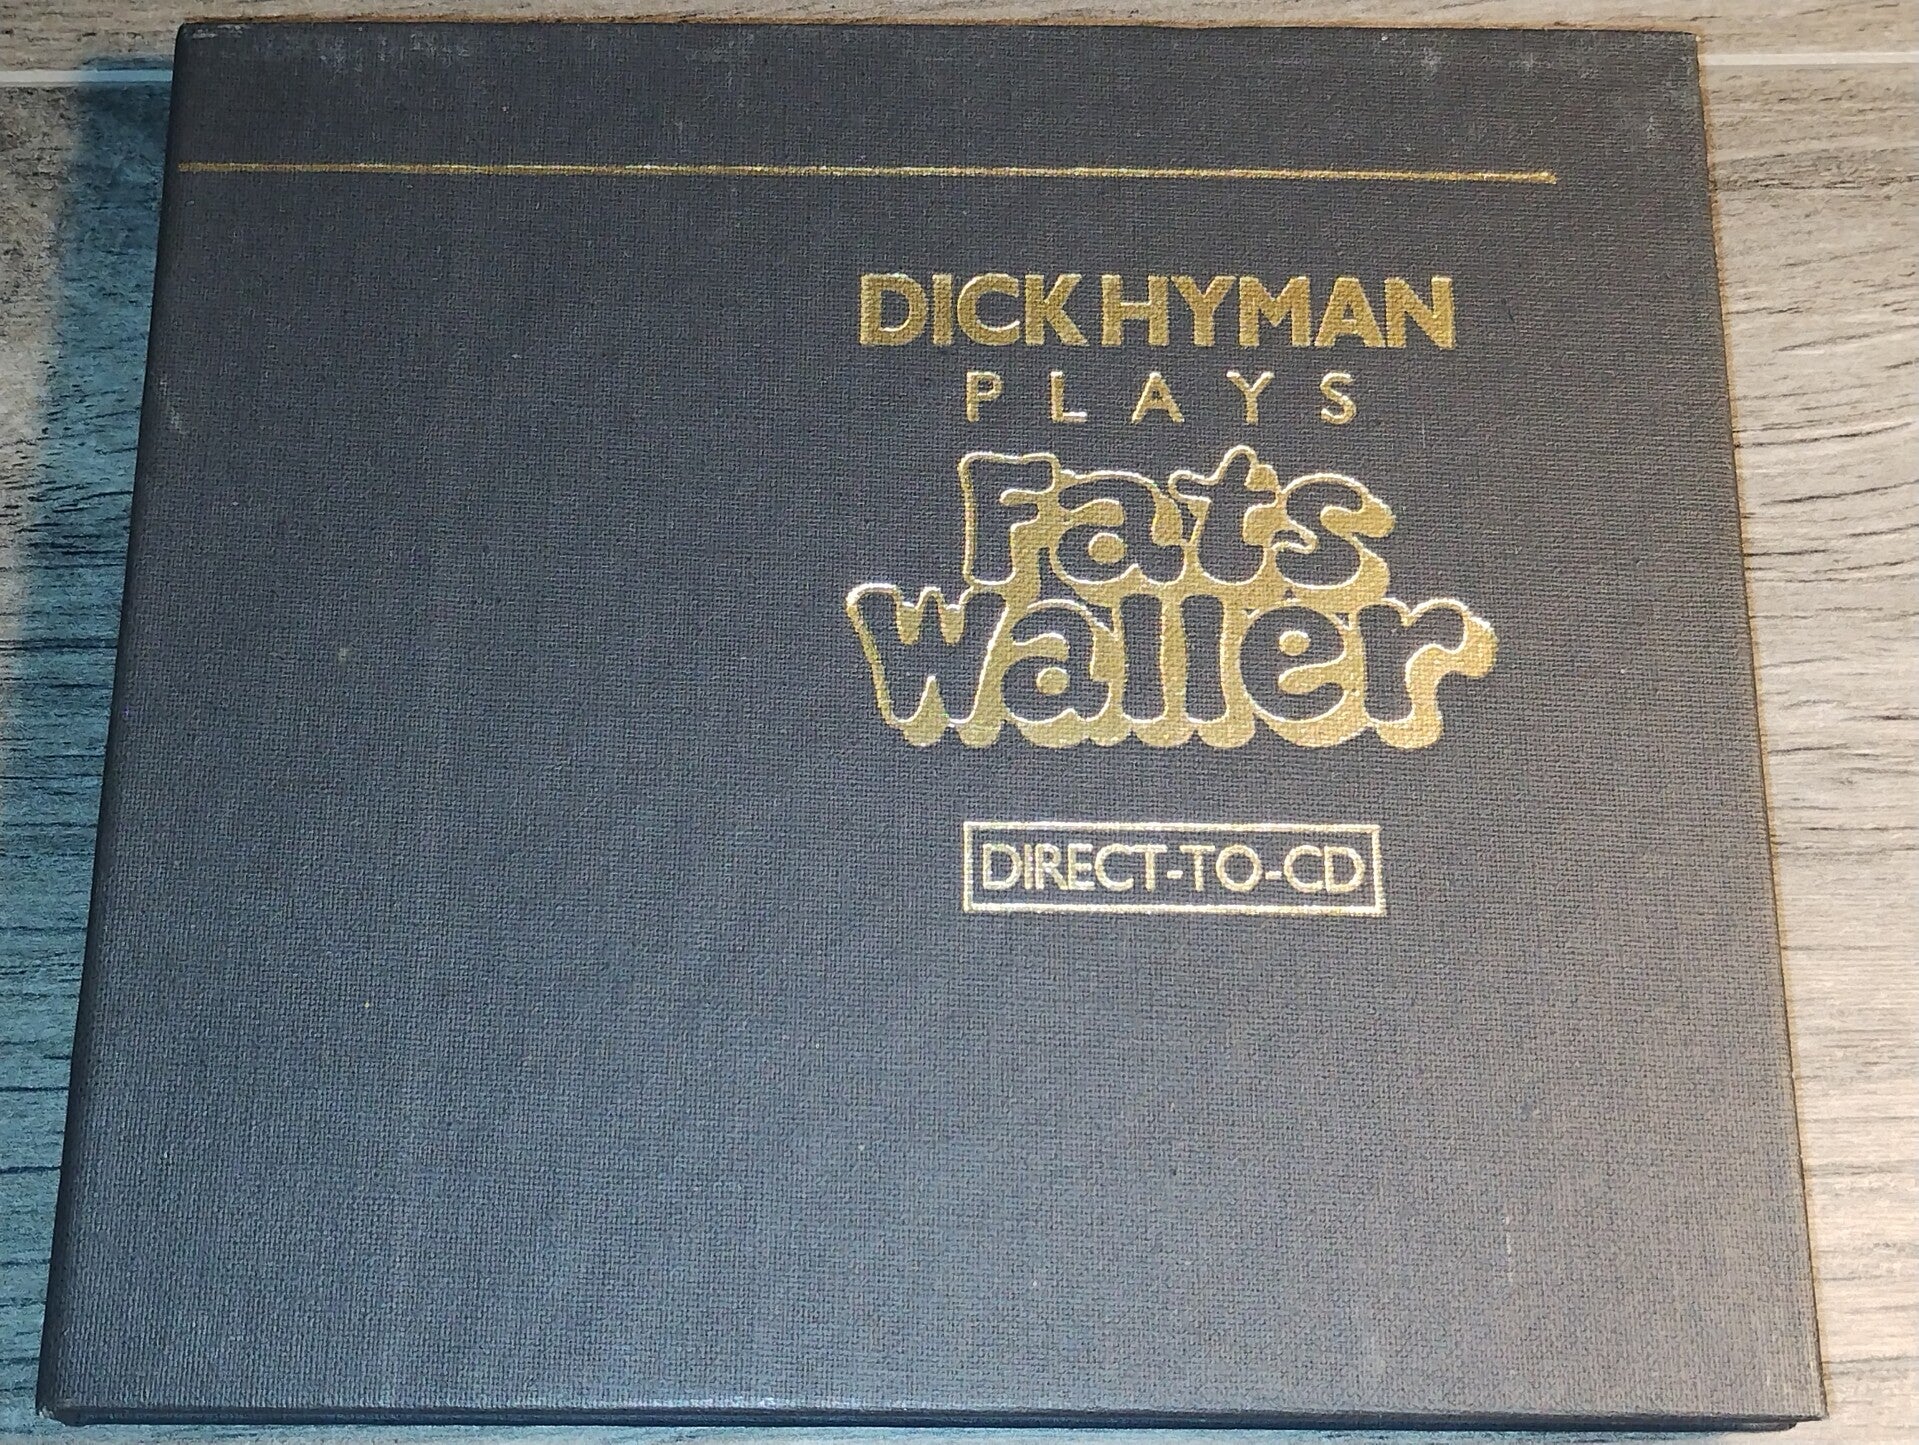 DICK HYMAN
PLAYS
Fats
Waller
DIRECT-TO-CD